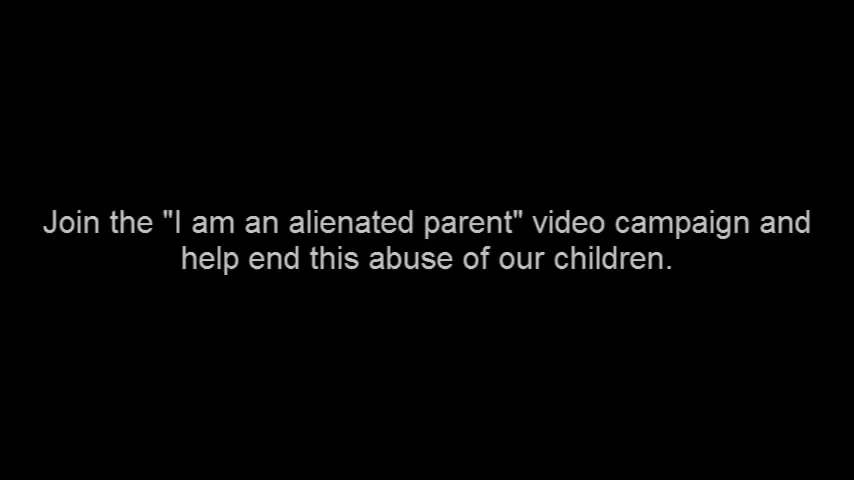 Join the "I am an alienated parent" video campaign and
help end this abuse of our children.